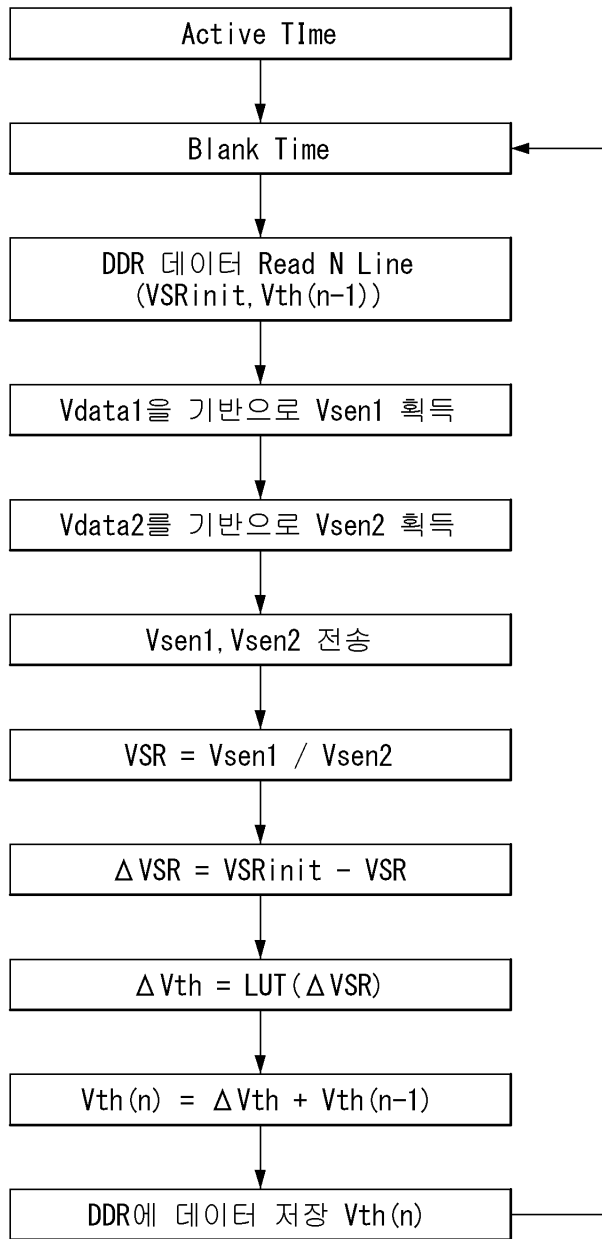 Active TIme
Blank Time
DDR 데이터 Read N Line
(VSRinit,Vth(n-1))
Vdata1을 기반으로 Vsen1 획득
Vdata2를 기반으로 Vsen2 획득
Vsen1,Vsen2 전송
VSR = Vsen1 / Vsen2
ΔVSR = VSRinit - VSR
ΔVth = LUT(ΔVSR)
Vth(n) = ΔVth + Vth(n-1)
DDR에 데이터 저장 Vth(n)